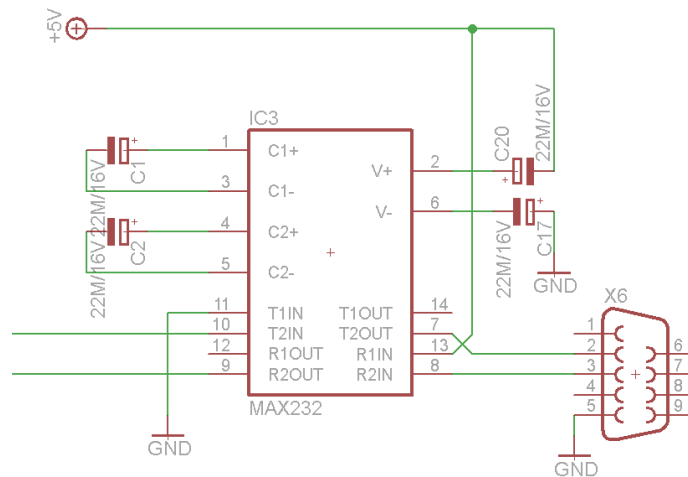 +5V
IC3
1
C1+
C1
22M/16V
3
C1-
4
C2+
C2
22M/16V
5
C2-
11
T1IN
10
T2IN
12
R1OUT
9
R2OUT
MAX232
V+
2
V-
6
T1OUT
14
T2OUT
7
R1IN
13
R2IN
8
C20
22M/16V
+
22M/16V
C17
+
GND
+
+
GND
X6
1
2
3
4
5
6
7
8
9
GND